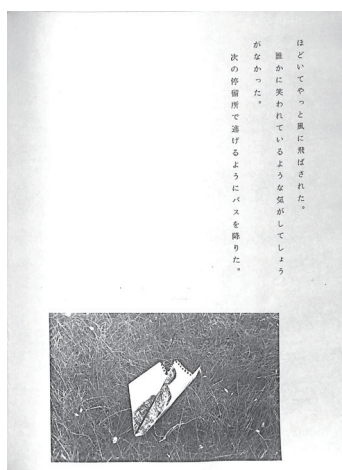 ほどいてやっと風に飛ばされた。
誰かに笑われているような気がしてしょう
がなかった。
次の停留所で逃げるようにバスを降りた。